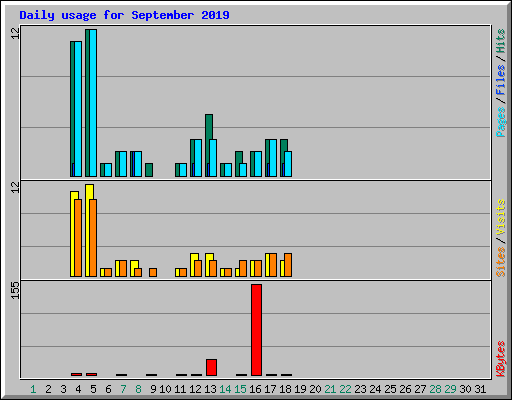 Daily usage for September 2019
12
Pages / Files / Hits
12
Sites / Visits
155
KBytes
1 2 3 4 5 6 7 8 9 10 11 12 13 14 15 16 17 18 19 20 21 22 23 24 25 26 27 28 29 30 31